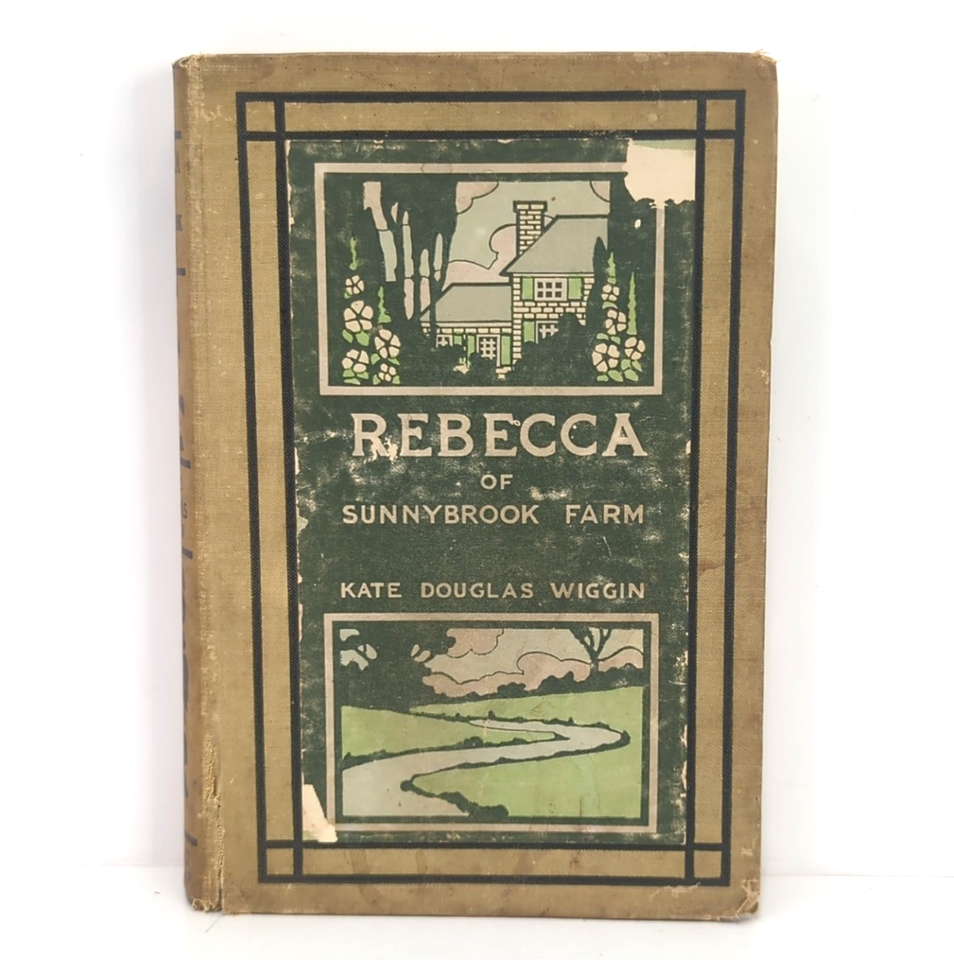 REBECCA
OF
SUNNYBROOK FARM
KATE DOUGLAS WIGGIN